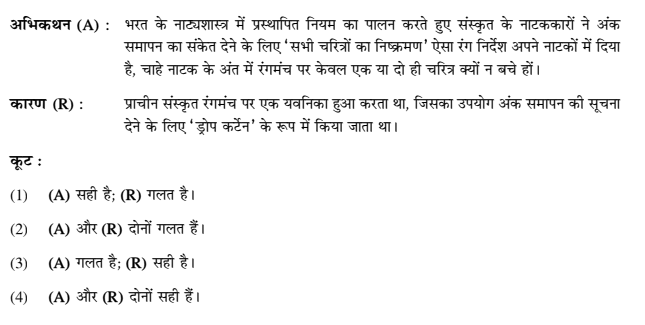 अभिकथन (A) : भरत के नाट्यशास्त्र में प्रस्थापित नियम का पालन करते हुए संस्कृत के नाटककारों ने अंक
समापन का संकेत देने के लिए ‘सभी चरित्रों का निष्क्रमण’ ऐसा रंग निर्देश अपने नाटकों में दिया
है, चाहे नाटक के अंत में रंगमंच पर केवल एक या दो ही चरित्र क्यों न बचे हों।
कारण (R) : प्राचीन संस्कृत रंगमंच पर एक यवनिका हुआ करता था, जिसका उपयोग अंक समापन की सूचना
देने के लिए ‘ड्रोप कर्टेन’ के रूप में किया जाता था।
कूट :
(1) (A) सही है; (R) गलत है।
(2) (A) और (R) दोनों गलत हैं।
(3) (A) गलत है; (R) सही है।
(4) (A) और (R) दोनों सही हैं।